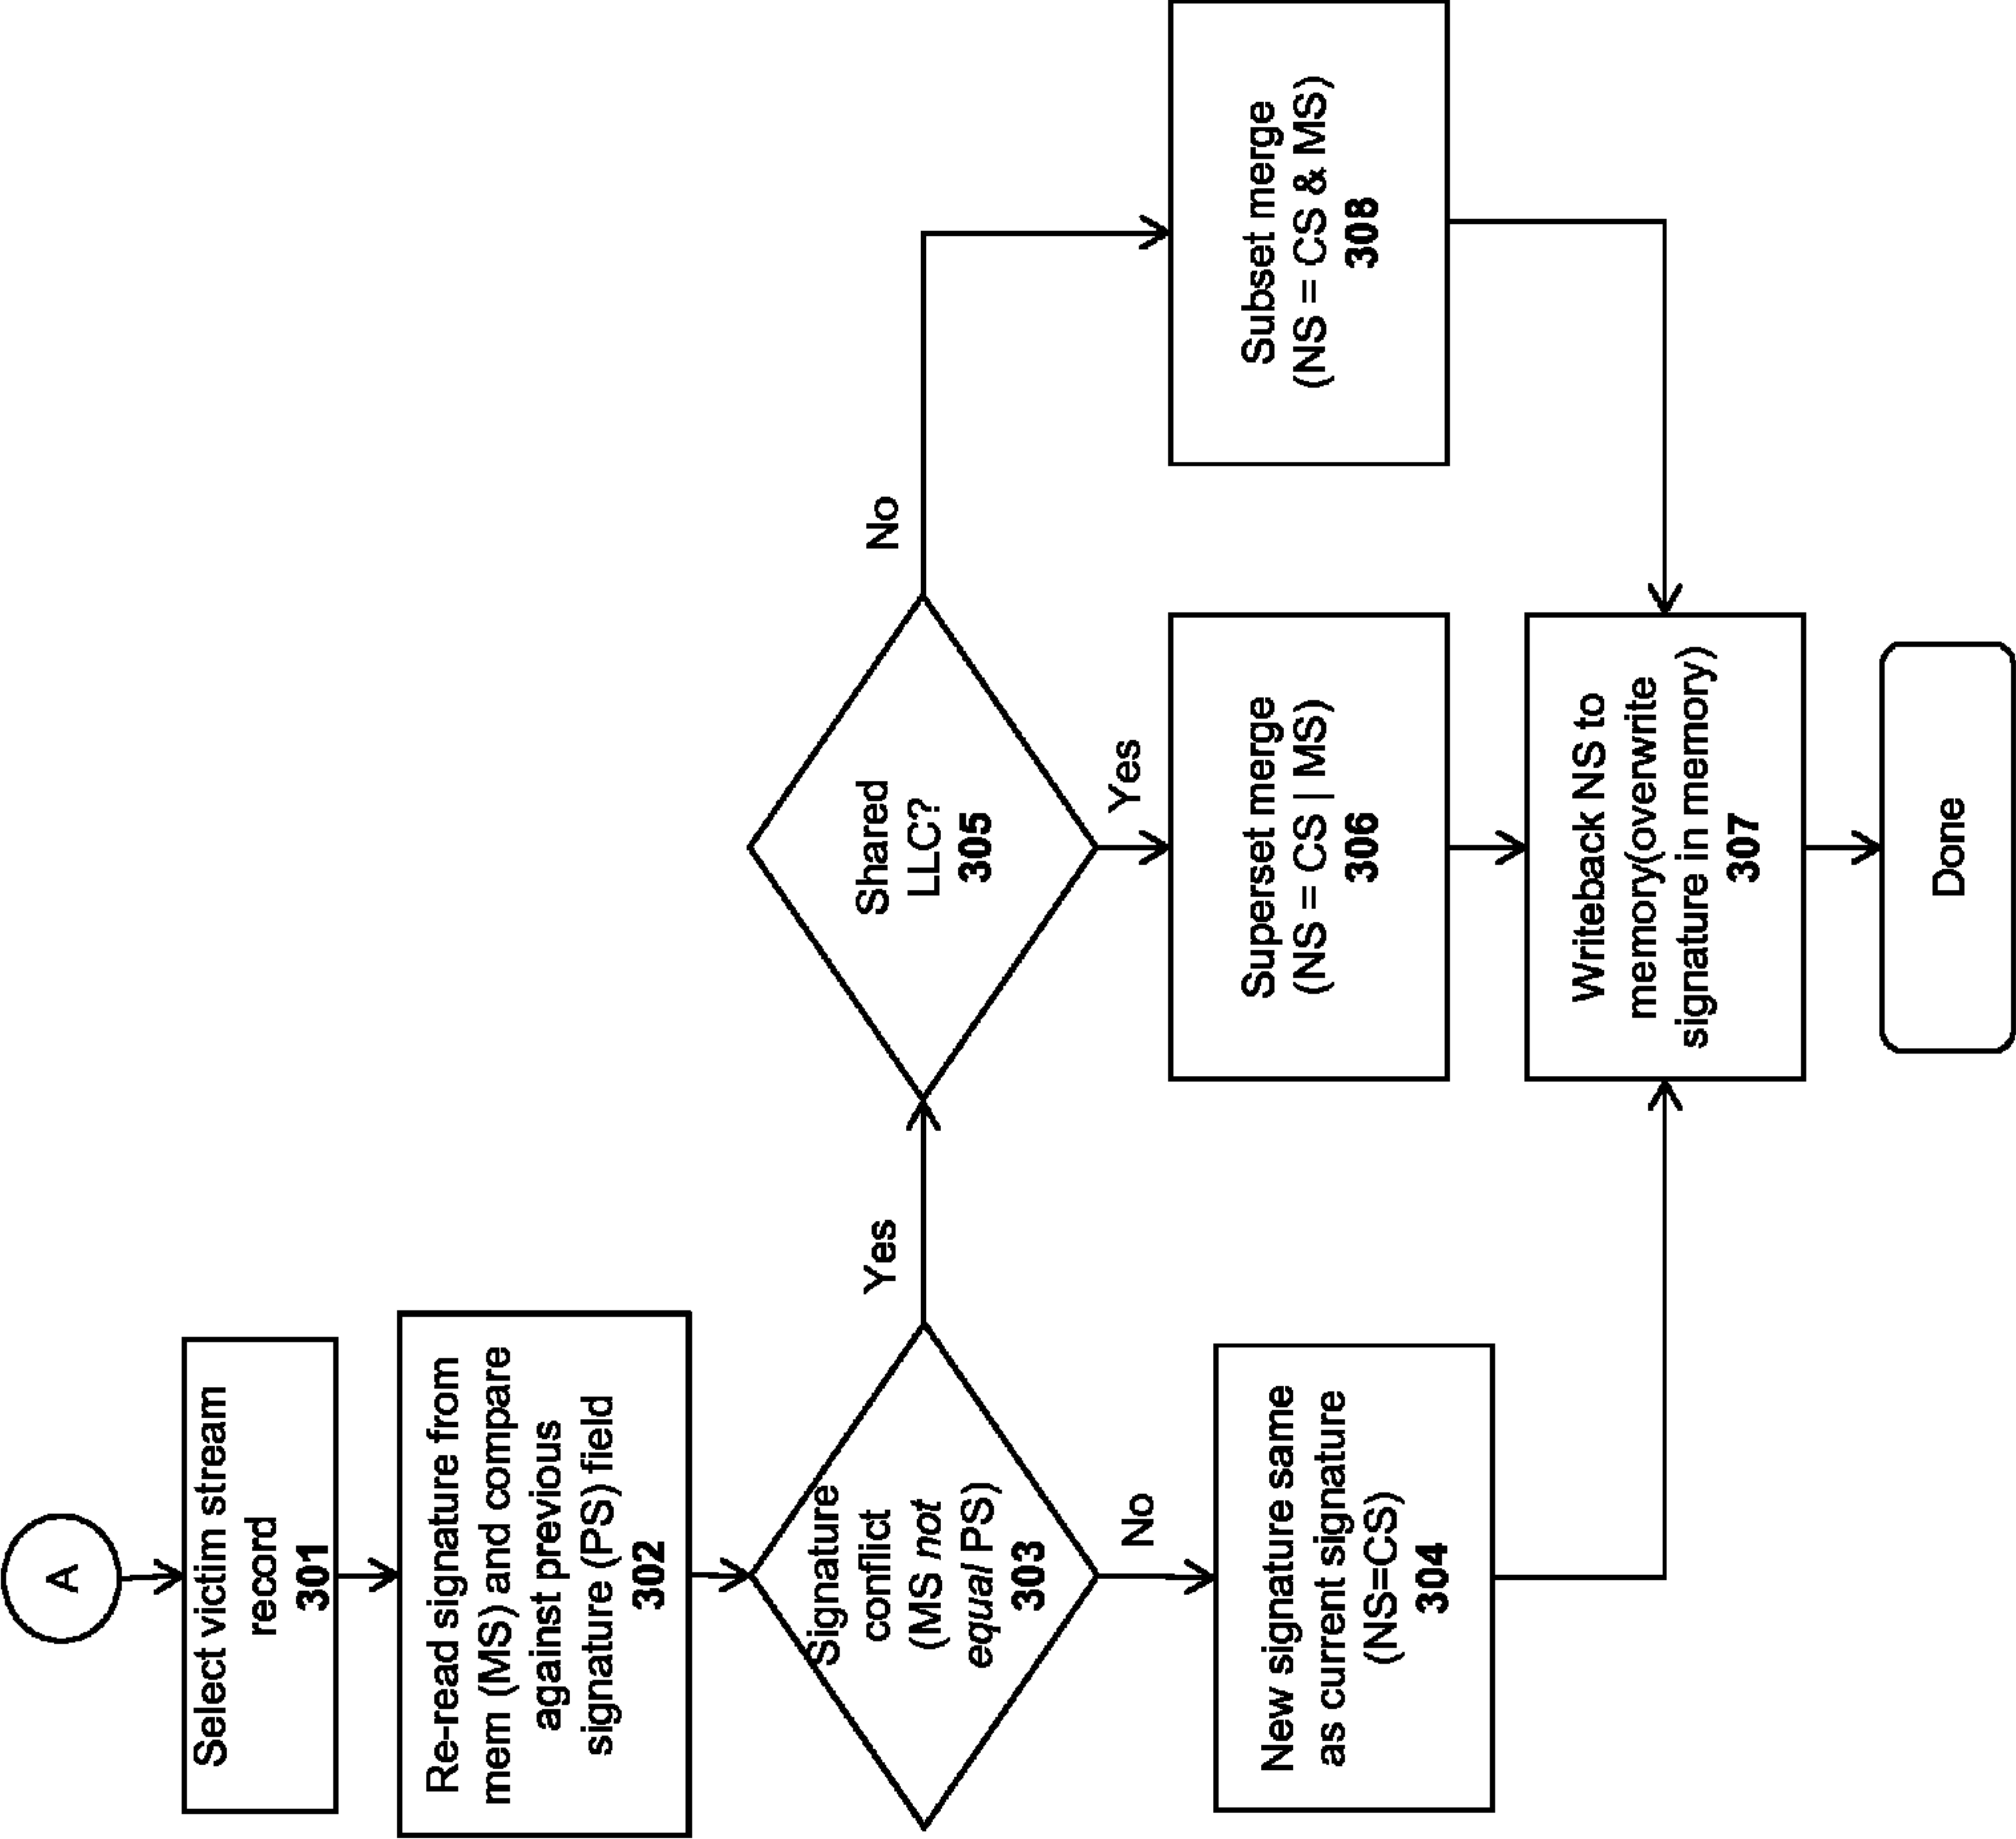 A
Select victim stream
record
301
Re-read signature from
mem (MS) and compare
against previous
signature (PS) field
302
Signature
conflict
(MS not
equal PS)
303
Yes
No
New signature same
as current signature
(NS=CS)
304
Shared
LLC?
305
No
Yes
Superset merge
(NS = CS | MS)
306
Subset merge
(NS = CS & MS)
308
Writeback NS to
memory(overwrite
signature in memory)
307
Done